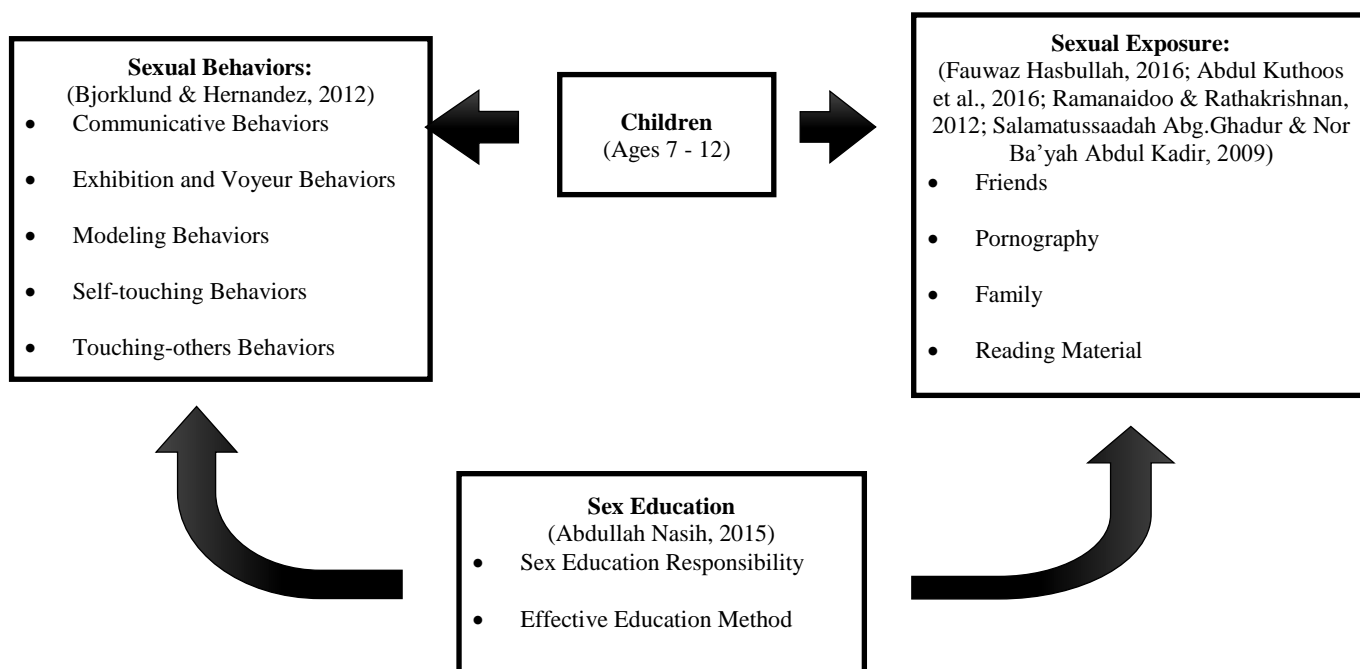 Sexual Behaviors:
(Bjorklund & Hernandez, 2012)
• Communicative Behaviors
• Exhibition and Voyeur Behaviors
• Modeling Behaviors
• Self-touching Behaviors
• Touching-others Behaviors
Children
(Ages 7 - 12)
Sexual Exposure:
(Fauwaz Hasbullah, 2016; Abdul Kuthoos
et al., 2016; Ramanaidoo & Rathakrishnan,
2012; Salamatussaadah Abg.Ghadur & Nor
Ba’yah Abdul Kadir, 2009)
• Friends
• Pornography
• Family
• Reading Material
Sex Education
(Abdullah Nasih, 2015)
• Sex Education Responsibility
• Effective Education Method